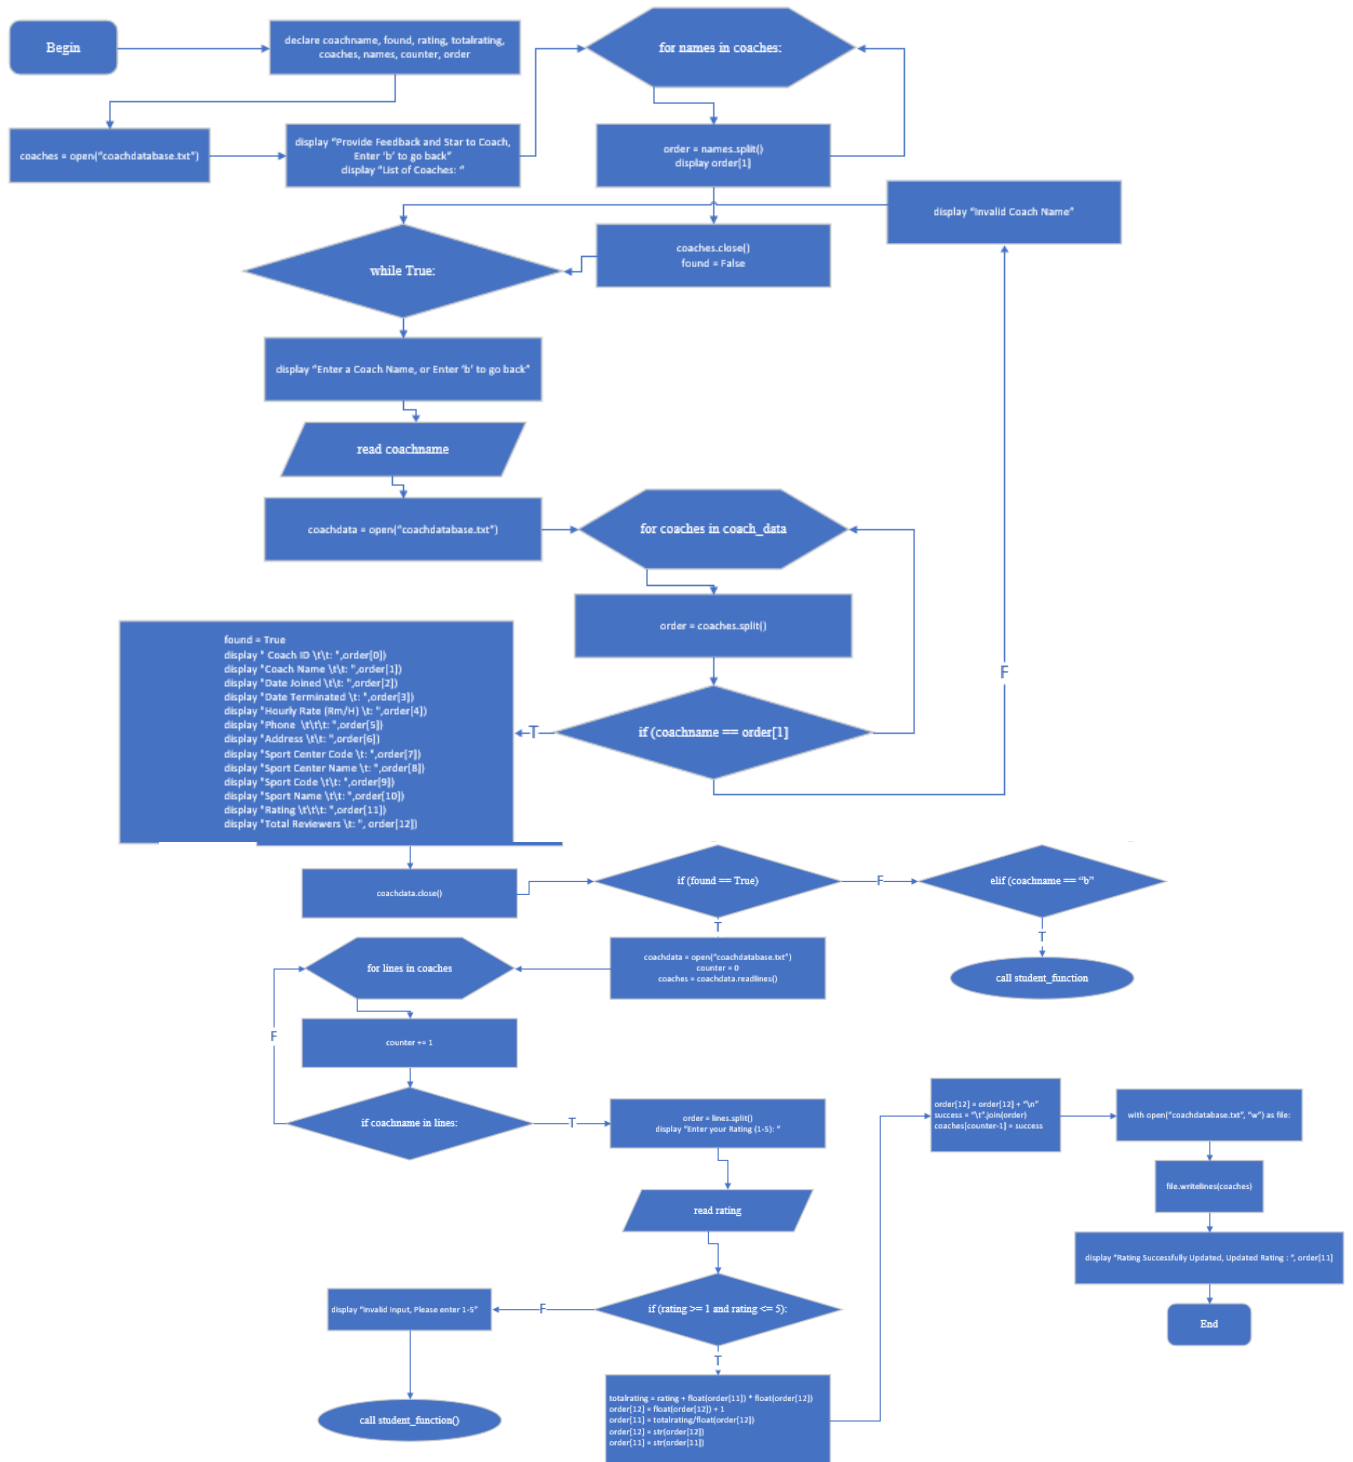 Begin
declare coachname, found, rating, totalrating,
coaches, names, counter, order
for names in coaches:
coaches = open("coachdatabase.txt")
display "Provide Feedback and Star to Coach,
Enter 'b' to go back"
display "List of Coaches: "
order = names.split()
display order[1]
display "Invalid Coach Name"
coaches.close()
found = False
while True:
display "Enter a Coach Name, or Enter 'b' to go back"
read coachname
coachdata = open("coachdatabase.txt")
for coaches in coach_data
order = coaches.split()
F
found = True
display " Coach ID \t\t: ",order[0])
display "Coach Name \t\t: ",order[1])
display "Date Joined \t\t: ",order[2])
display "Date Terminated \t: ",order[3])
display "Hourly Rate (Rm/H) \t: ",order[4])
display "Phone  \t\t\t: ",order[5])
display "Address \t\t: ",order[6])
display "Sport Center Code \t: ",order[7])
display "Sport Center Name \t: ",order[8])
display "Sport Code \t\t: ",order[9])
display "Sport Name \t\t: ",order[10])
display "Rating \t\t\t: ",order[11])
display "Total Reviewers \t: ", order[12])
T
if (coachname == order[1]
coachdata.close()
if (found == True)
F
elif (coachname == "b"
T
T
coachdata = open("coachdatabase.txt")
counter = 0
coaches = coachdata.readlines()
call student_function
for lines in coaches
F
counter += 1
if coachname in lines:
T
order = lines.split()
display "Enter your Rating (1-5): "
order[12] = order[12] + "\n"
success = "\t".join(order)
coaches[counter-1] = success
with open("coachdatabase.txt", "w") as file:
file.writelines(coaches)
read rating
display "Rating Successfully Updated, Updated Rating : ", order[11]
End
if (rating >= 1 and rating <= 5):
F
display "Invalid Input, Please enter 1-5"
T
totalrating = rating + float(order[11]) * float(order[12])
order[12] = float(order[12]) + 1
order[11] = totalrating/float(order[12])
order[12] = str(order[12])
order[11] = str(order[11])
call student_function()